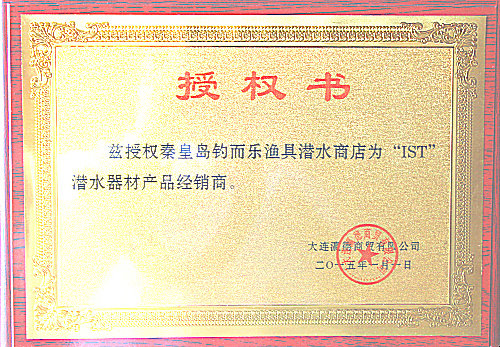 授权书
兹授权秦皇岛钓而乐渔具潜水商店为“IST”
潜水器材产品经销商。
大连 商贸有限公司
二〇一五年一月一日